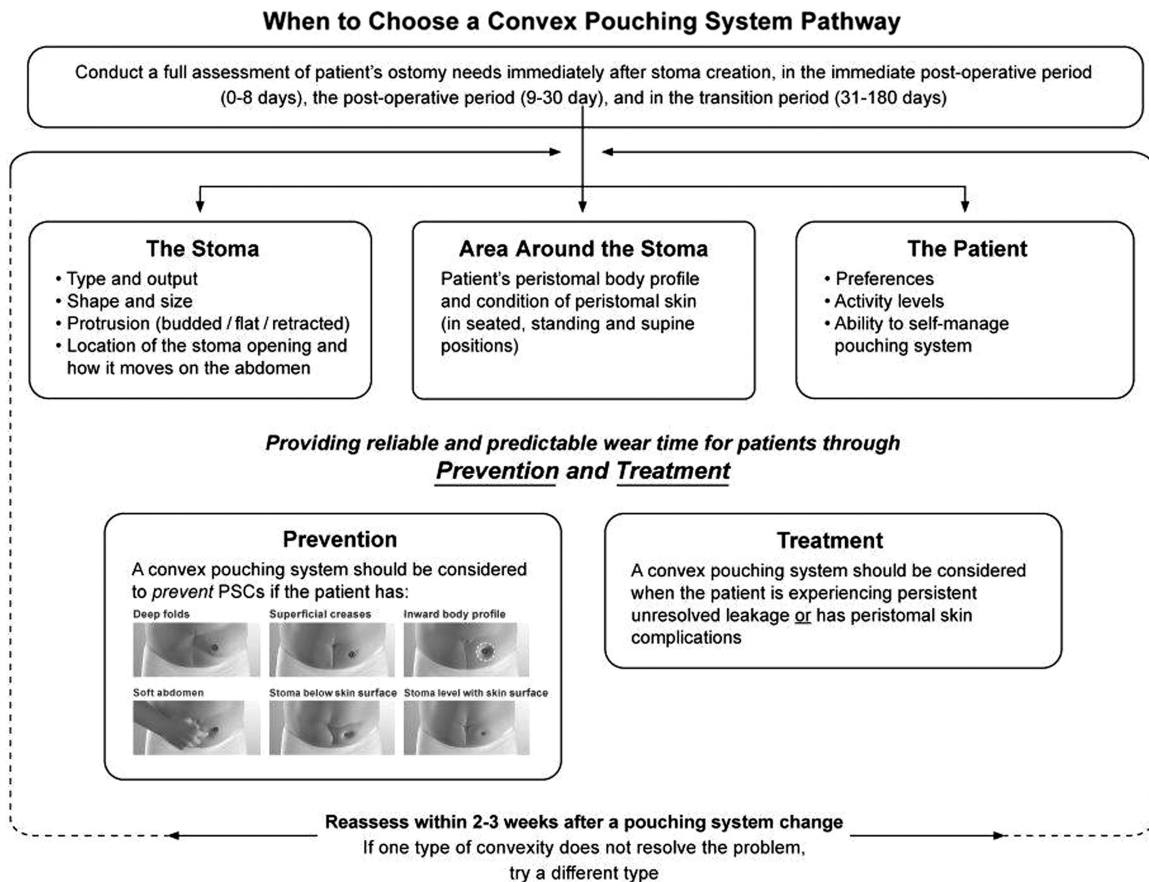 When to Choose a Convex Pouching System Pathway
Conduct a full assessment of patient's ostomy needs immediately after stoma creation, in the immediate post-operative period
(0-8 days), the post-operative period (9-30 day), and in the transition period (31-180 days)
The Stoma
• Type and output
• Shape and size
• Protrusion (budded / flat / retracted)
• Location of the stoma opening and
how it moves on the abdomen
Area Around the Stoma
Patient's peristomal body profile
and condition of peristomal skin
(in seated, standing and supine
positions)
The Patient
• Preferences
• Activity levels
• Ability to self-manage
pouching system
Providing reliable and predictable wear time for patients through
Prevention and Treatment
Prevention
A convex pouching system should be considered
to prevent PSCs if the patient has:
Deep folds
Superficial creases
Inward body profile
Soft abdomen
Stoma below skin surface
Stoma level with skin surface
Treatment
A convex pouching system should be considered
when the patient is experiencing persistent
unresolved leakage or has peristomal skin
complications
Reassess within 2-3 weeks after a pouching system change
If one type of convexity does not resolve the problem,
try a different type